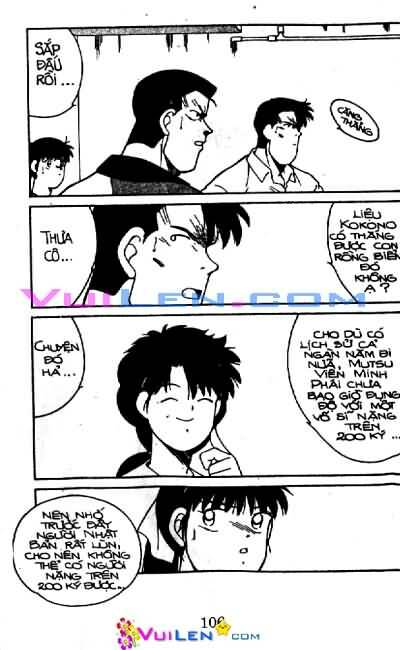 SẮP
ĐẤU
RỒI ...
CĂNG
THẲNG
THƯA
CÔ...
LIỆU
KOKONO
CÓ THẮNG
ĐƯỢC CON
RỒNG BIỂN
ĐÓ
KHÔNG
Ạ?
VUILEN.COM
CHUYỆN
ĐÓ
HẢ...
CHO DÙ CÓ
LỊCH SỬ CẢ
NGÀN NĂM ĐI
NỮA, MUTSU
VIÊN MINH
PHÁI CHƯA
BAO GIỜ ĐỤNG
ĐỘ VỚI MỘT
VÕ SĨ NẶNG
TRÊN
200 KÝ ...
NÊN NHỚ
TRƯỚC ĐÂY
NGƯỜI NHẬT
BẢN RẤT LÙN,
CHO NÊN KHÔNG
THỂ CÓ NGƯỜI
NẶNG TRÊN
200 KÝ ĐƯỢC...
VUILEN.COM